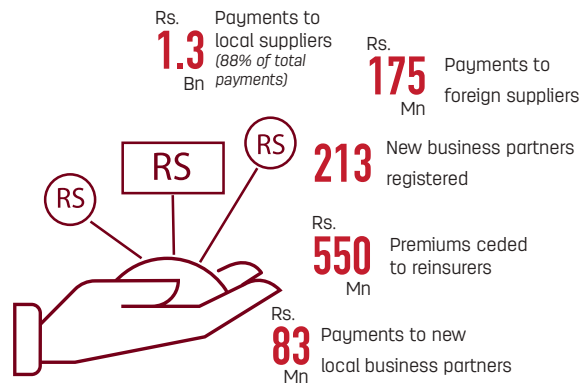 Rs.
1.3
Bn
Payments to
local suppliers
(88% of total
payments)
Rs.
175
Mn
Payments to
foreign suppliers
RS
RS
RS
213
New business partners
registered
Rs.
550
Mn
Premiums ceded
to reinsurers
Rs.
83
Mn
Payments to new
local business partners